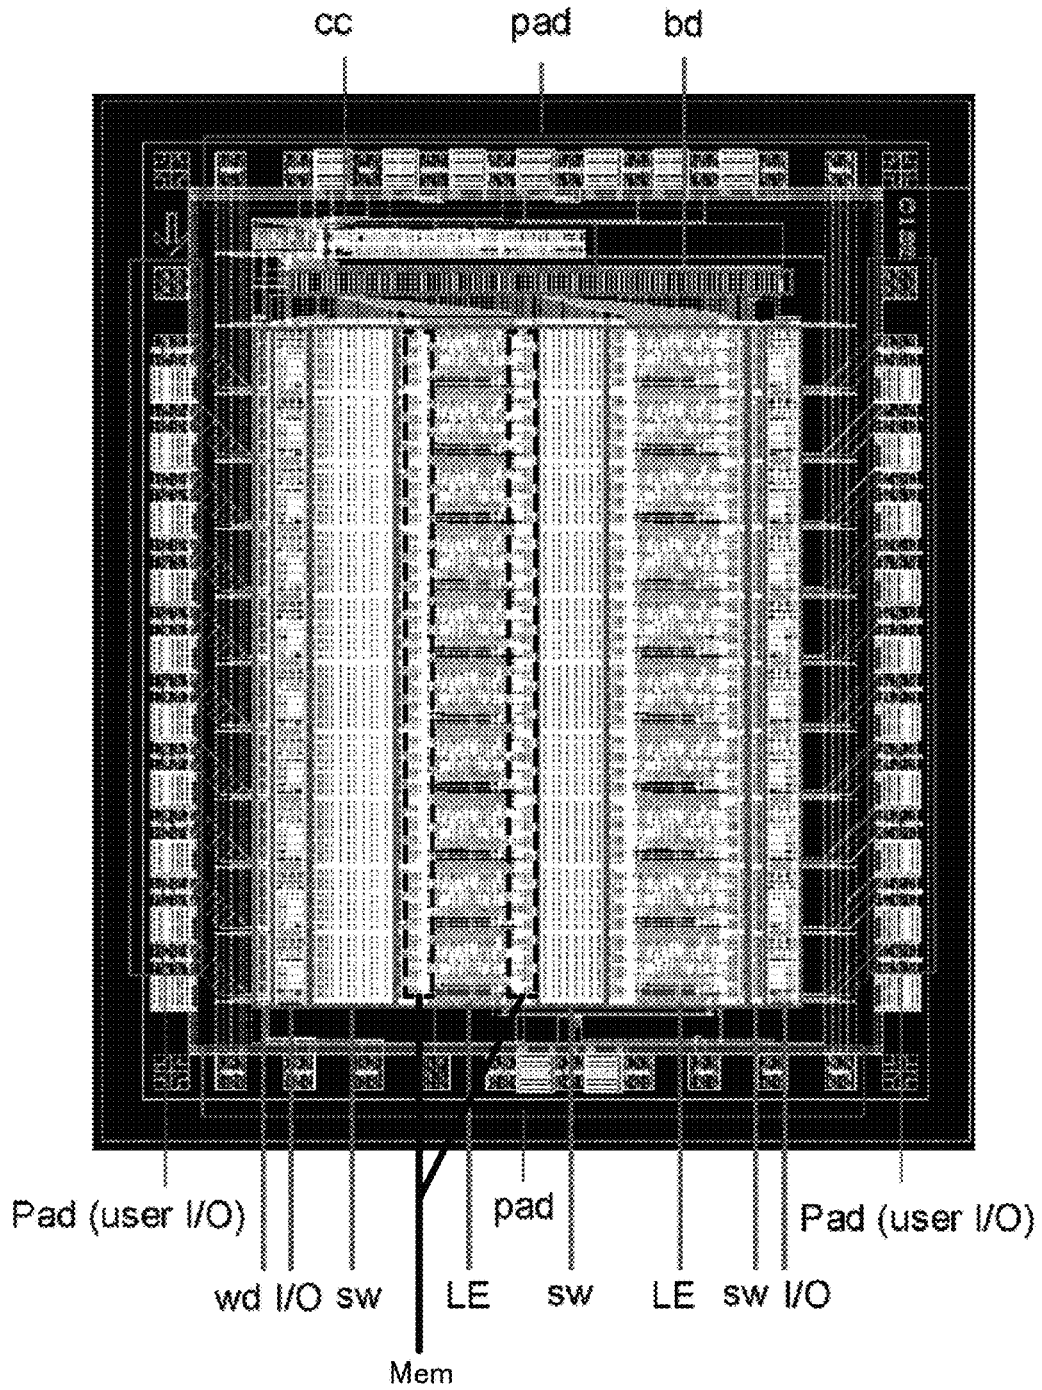 cc pad bd
Pad (user I/O) pad Pad (user I/O)
wd I/O sw LE sw LE sw I/O
Mem